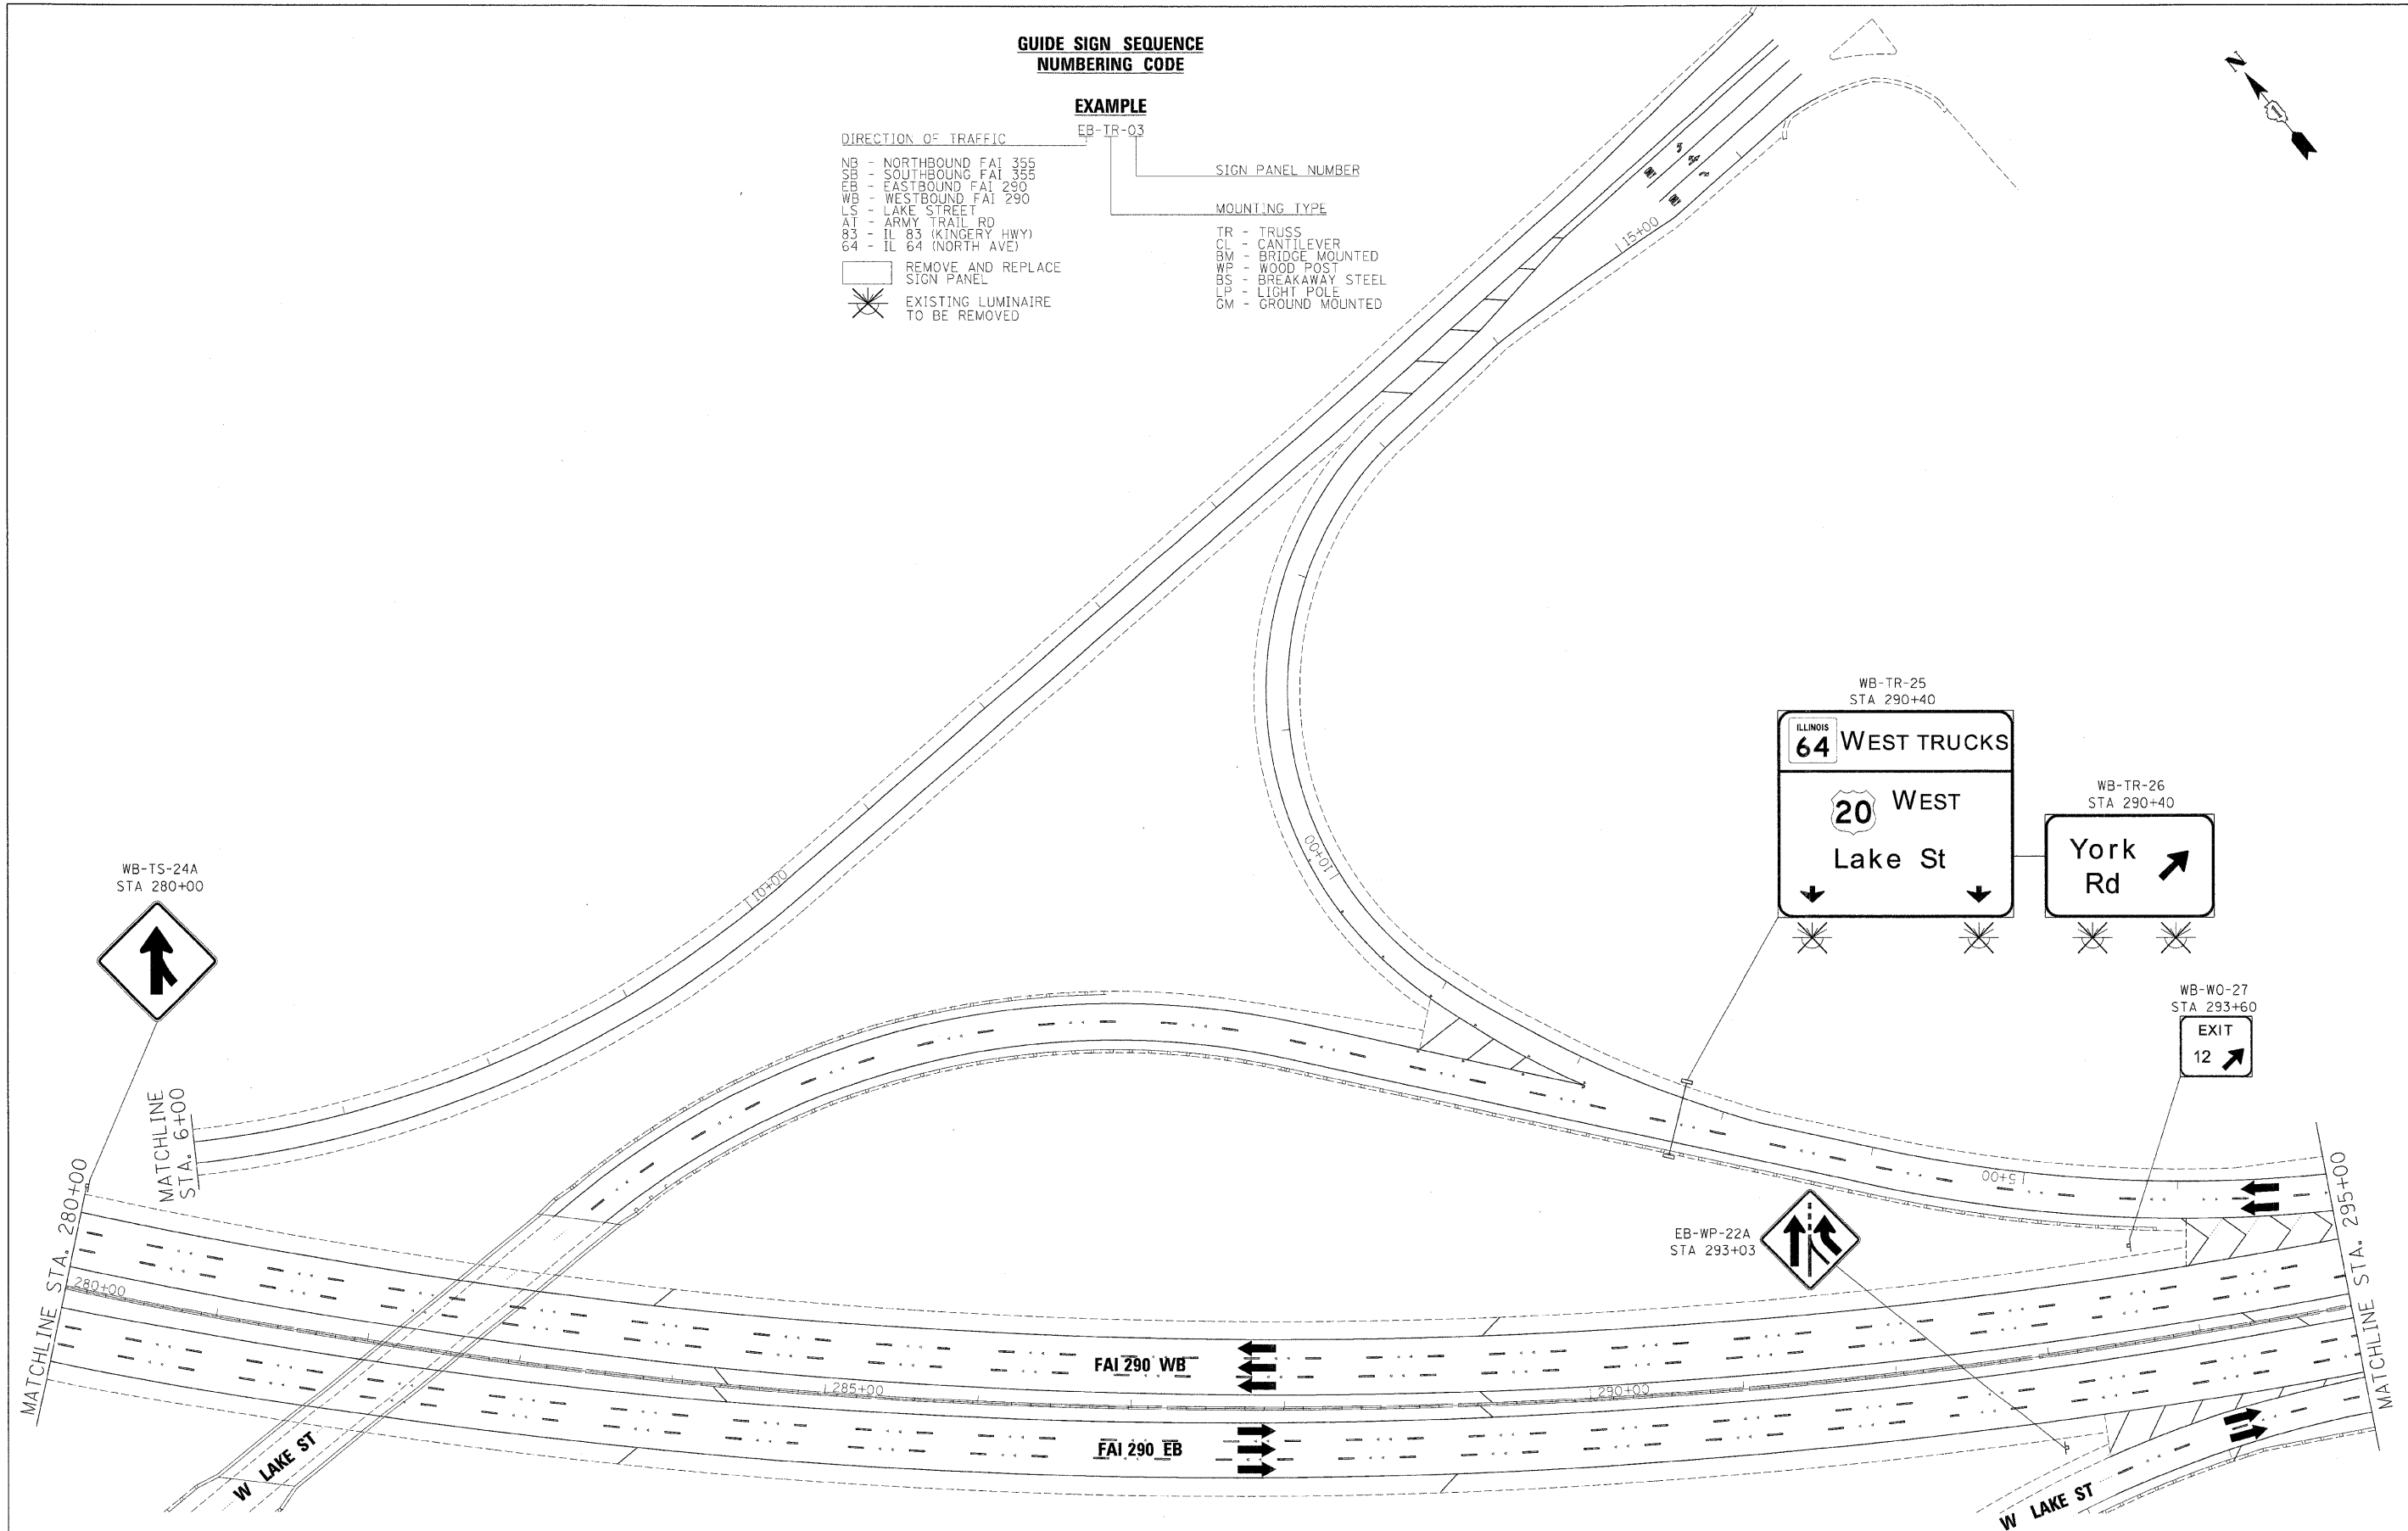 GUIDE SIGN SEQUENCE
NUMBERING CODE
EXAMPLE
EB-TR-03
DIRECTION OF TRAFFIC
NB - NORTHBOUND FAI 355
SB - SOUTHBOUNG FAI 355
EB - EASTBOUND FAI 290
WB - WESTBOUND FAI 290
LS - LAKE STREET
AT - ARMY TRAIL RD
83 - IL 83 (KINGERY HWY)
64 - IL 64 (NORTH AVE)
REMOVE AND REPLACE
SIGN PANEL
EXISTING LUMINAIRE
TO BE REMOVED
SIGN PANEL NUMBER
MOUNTING TYPE
TR - TRUSS
CL - CANTILEVER
BM - BRIDGE MOUNTED
WP - WOOD POST
BS - BREAKAWAY STEEL
LP - LIGHT POLE
GM - GROUND MOUNTED
N
ONLY
ONLY
15+00
WB-TR-25
STA 290+40
ILLINOIS
64 WEST TRUCKS
20 WEST
Lake St
WB-TR-26
STA 290+40
York
Rd
WB-TS-24A
STA 280+00
10+00
10+00
WB-WO-27
STA 293+60
EXIT
12
MATCHLINE
STA. 6+00
MATCHLINE STA. 280+00
280+00
5+00
EB-WP-22A
STA 293+03
MATCHLINE STA. 295+00
FAI 290 WB
285+00
290+00
FAI 290 EB
W LAKE ST
W LAKE ST